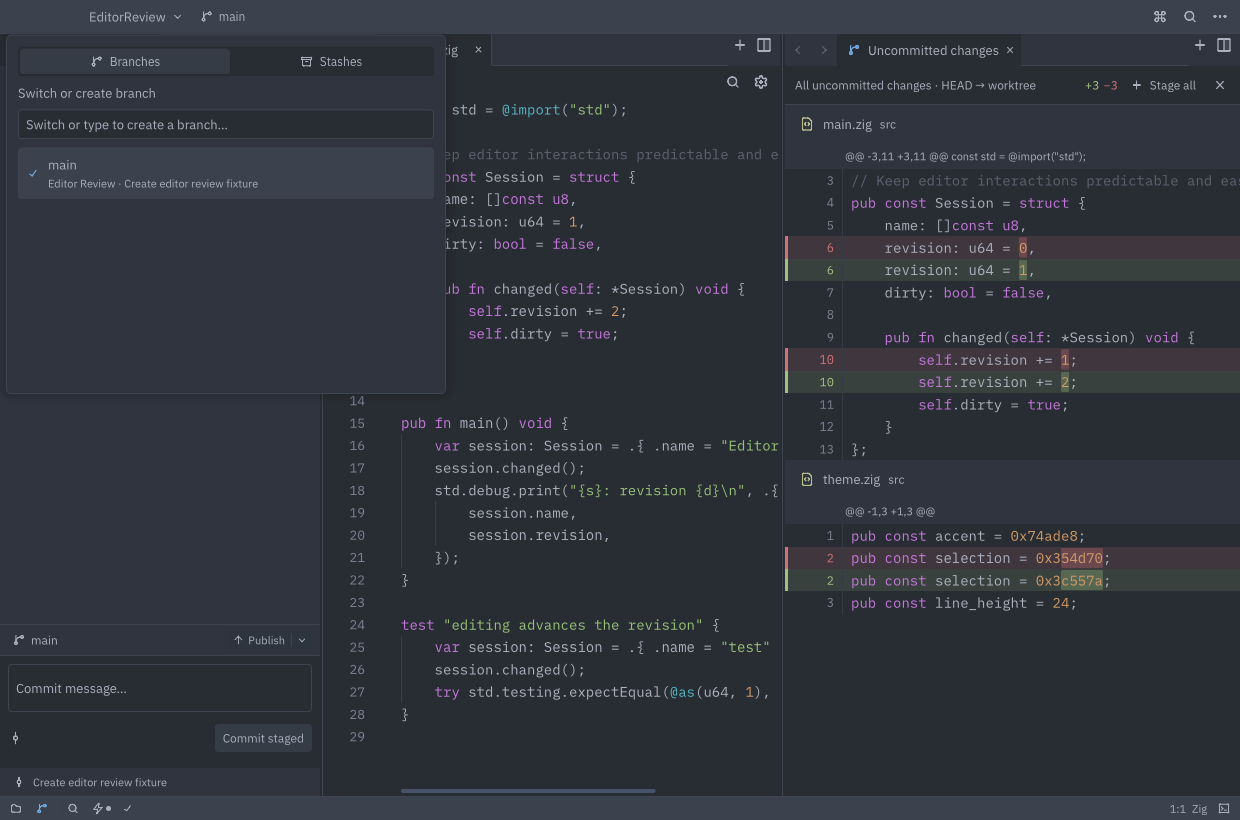 EditorReview main
Branches Stashes
Switch or create branch
Switch or type to create a branch...
main
Editor Review · Create editor review fixture
main Publish
Commit message...
Commit staged
Create editor review fixture
ig ×
std = @import("std");
ep editor interactions predictable and e
onst Session = struct {
ame: []const u8,
evision: u64 = 1,
irty: bool = false,
ub fn changed(self: *Session) void {
self.revision += 2;
self.dirty = true;
14
15 pub fn main() void {
16 var session: Session = .{ .name = "Editor
17 session.changed();
18 std.debug.print("{s}: revision {d}\n", .{
19 session.name,
20 session.revision,
21 });
22 }
23
24 test "editing advances the revision" {
25 var session: Session = .{ .name = "test"
26 session.changed();
27 try std.testing.expectEqual(@as(u64, 1),
28 }
29
Uncommitted changes ×
All uncommitted changes · HEAD → worktree +3 −3 + Stage all ×
main.zig src
@@ -3,11 +3,11 @@ const std = @import("std");
3 // Keep editor interactions predictable and eas
4 pub const Session = struct {
5 name: []const u8,
6 revision: u64 = 0,
6 revision: u64 = 1,
7 dirty: bool = false,
8
9 pub fn changed(self: *Session) void {
10 self.revision += 1;
10 self.revision += 2;
11 self.dirty = true;
12 }
13 };
theme.zig src
@@ -1,3 +1,3 @@
1 pub const accent = 0x74ade8;
2 pub const selection = 0x354d70;
2 pub const selection = 0x3c557a;
3 pub const line_height = 24;
1:1 Zig